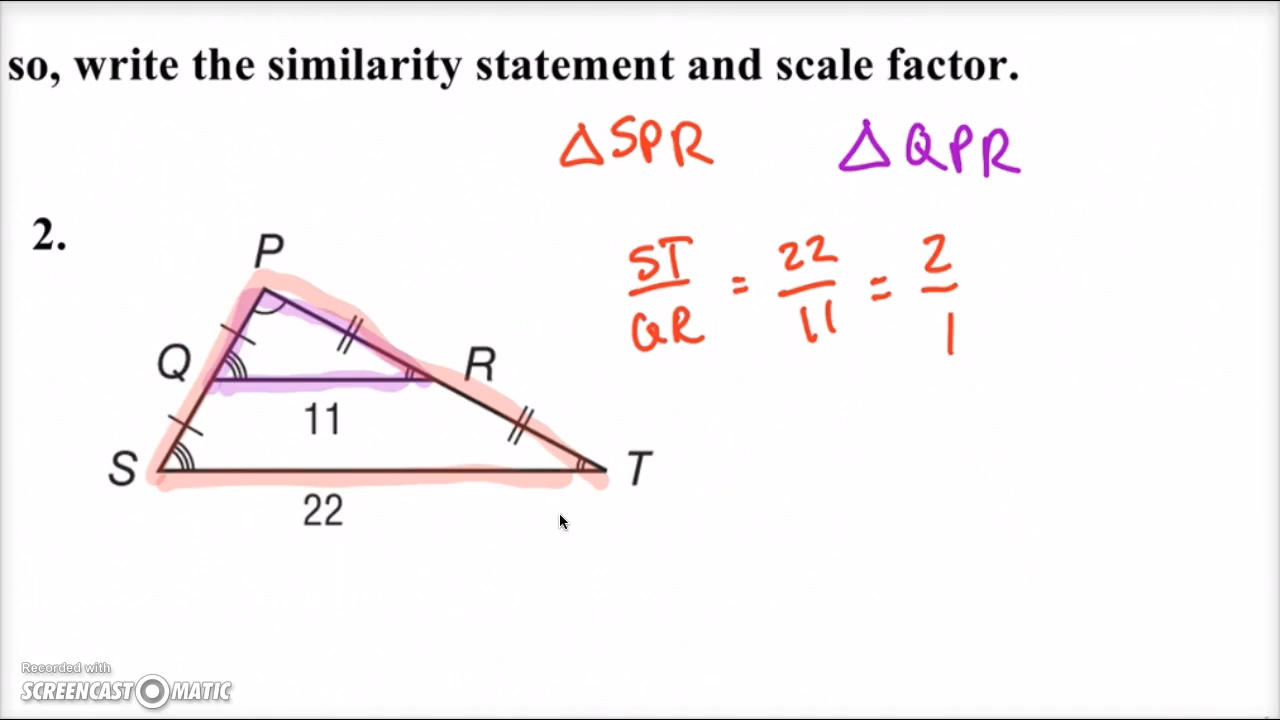 so, write the similarity statement and scale factor.
△SPR △QPR
2.
P
ST/QR = 22/11 = 2/1
Q
R
11
S
T
22
Recorded with
SCREENCAST-O-MATIC